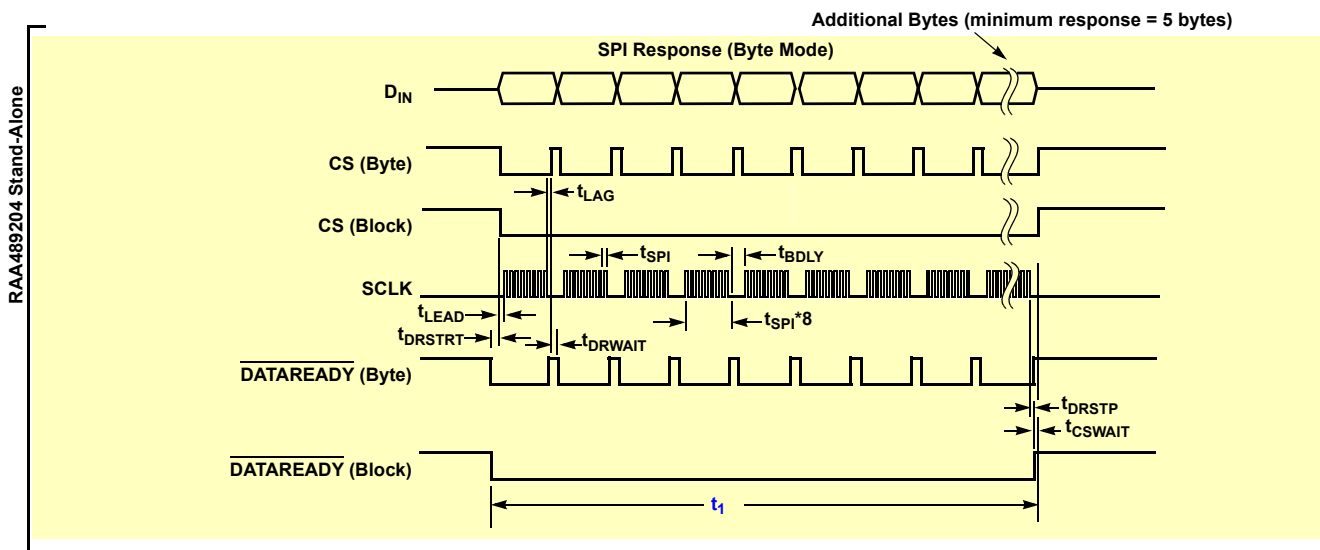 Additional Bytes (minimum response = 5 bytes)
RAA489204 Stand-Alone
SPI Response (Byte Mode)
DIN
CS (Byte)
tLAG
CS (Block)
tSPI
tBDLY
SCLK
tLEAD
tSPI*8
tDRSTRT
tDRWAIT
DATAREADY (Byte)
tDRSTP
tCSWAIT
DATAREADY (Block)
t1